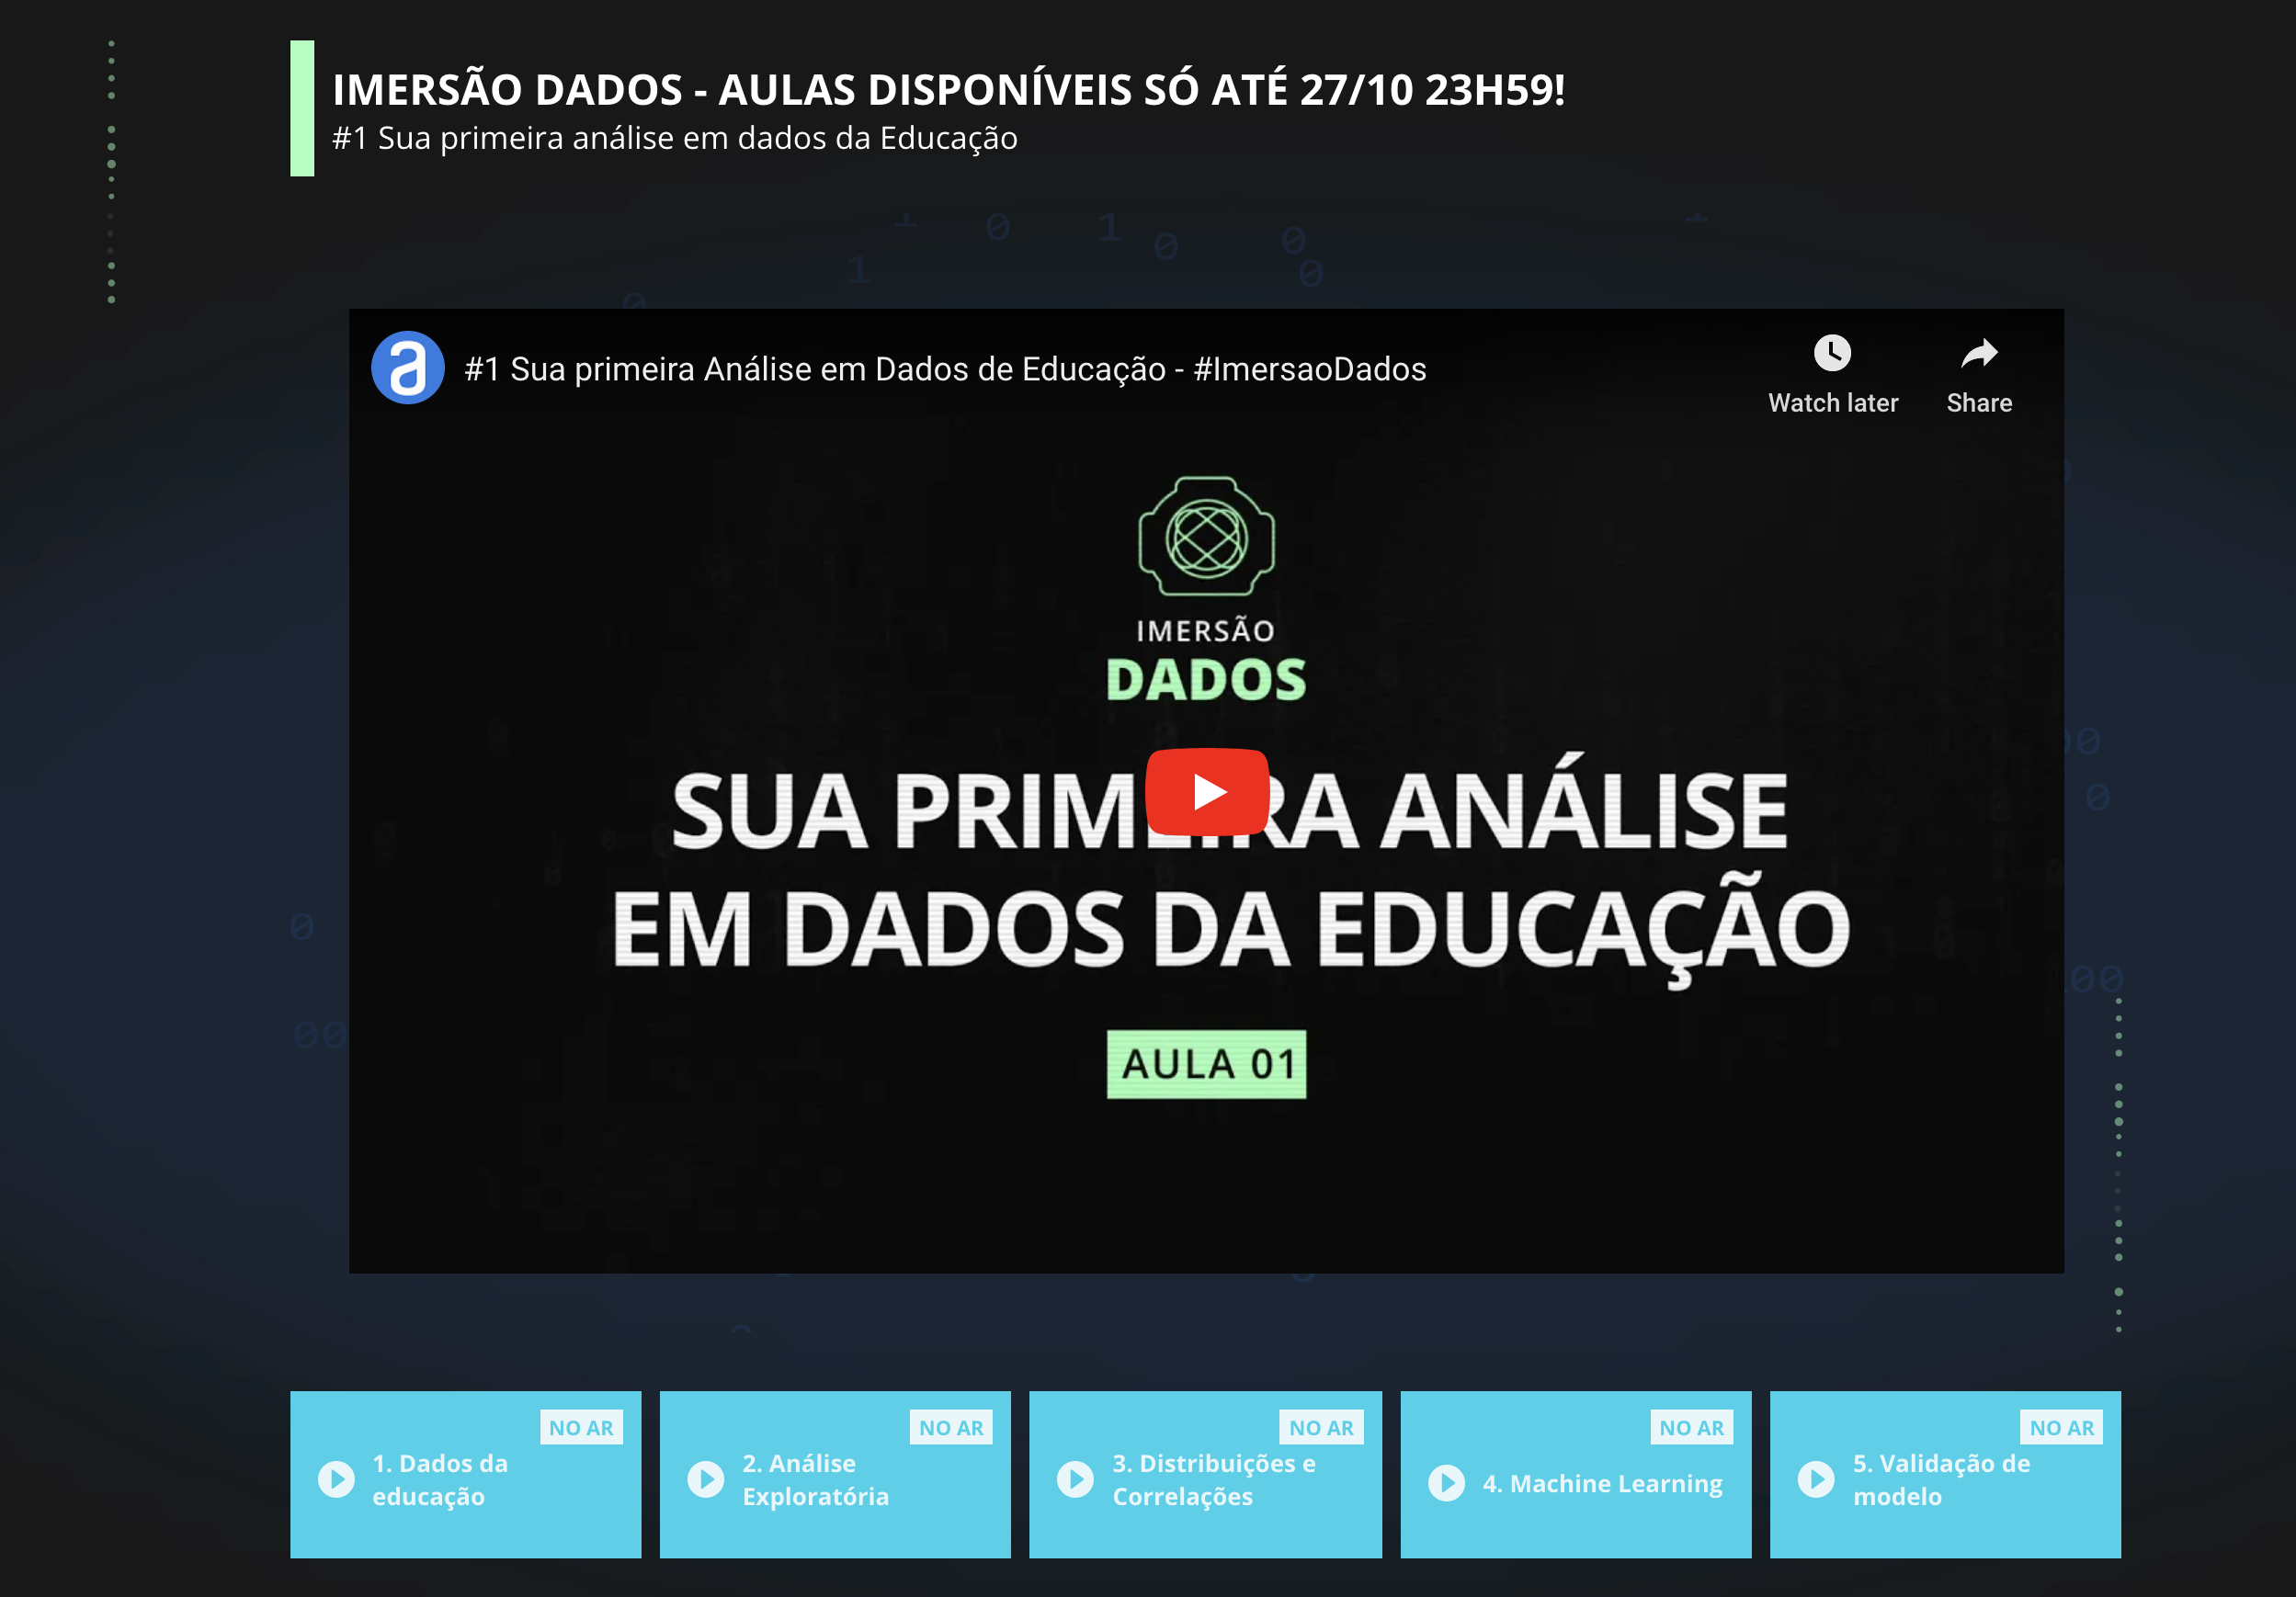 IMERSÃO DADOS - AULAS DISPONÍVEIS SÓ ATÉ 27/10 23H59!
#1 Sua primeira análise em dados da Educação
a
#1 Sua primeira Análise em Dados de Educação - #ImersaoDados
Watch later
Share
IMERSÃO
DADOS
SUA PRIMEIRA ANÁLISE
EM DADOS DA EDUCAÇÃO
AULA 01
NO AR
1. Dados da
educação
NO AR
2. Análise
Exploratória
NO AR
3. Distribuições e
Correlações
NO AR
4. Machine Learning
NO AR
5. Validação de
modelo